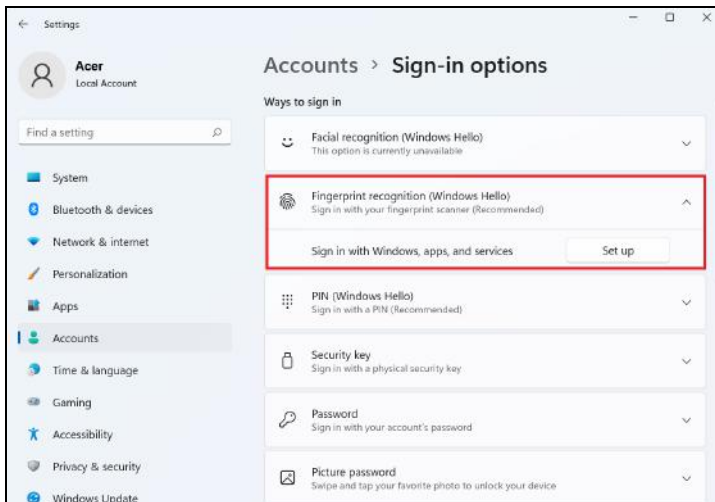 Settings
Acer
Local Account
Find a setting
System
Bluetooth & devices
Network & internet
Personalization
Apps
Accounts
Time & language
Gaming
Accessibility
Privacy & security
Windows Update
Accounts > Sign-in options
Ways to sign in
Facial recognition (Windows Hello)
This option is currently unavailable
Fingerprint recognition (Windows Hello)
Sign in with your fingerprint scanner (Recommended)
Sign in with Windows, apps, and services
Set up
PIN (Windows Hello)
Sign in with a PIN (Recommended)
Security key
Sign in with a physical security key
Password
Sign in with your account's password
Picture password
Swipe and tap your favorite photo to unlock your device